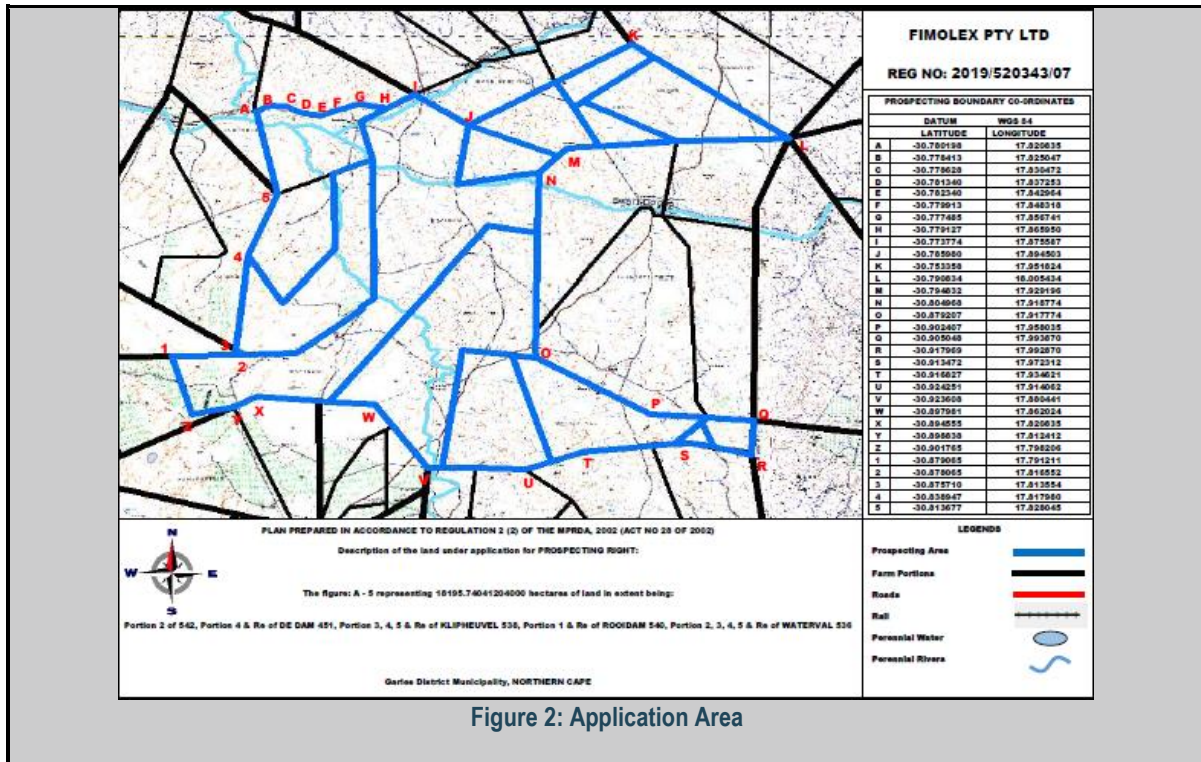 FIMOLEX PTY LTD
REG NO: 2019/520343/07
PROSPECTING BOUNDARY CO-ORDINATES
DATUM WGS 84
LATITUDE LONGITUDE
A -30.780198 17.820835
B -30.778413 17.825047
C -30.778628 17.830472
D -30.781340 17.837253
E -30.782340 17.842964
F -30.779913 17.848318
G -30.777485 17.856741
H -30.779127 17.865950
I -30.773774 17.875587
J -30.785980 17.894503
K -30.753358 17.951824
L -30.790834 18.005434
M -30.794832 17.929196
N -30.804968 17.918774
O -30.879207 17.917774
P -30.902407 17.958035
Q -30.905048 17.993870
R -30.917969 17.992870
S -30.913472 17.972312
T -30.916827 17.934621
U -30.924251 17.914062
V -30.923608 17.880441
W -30.897981 17.862024
X -30.894555 17.820835
Y -30.898838 17.812412
Z -30.901765 17.798206
1 -30.879085 17.791211
2 -30.878065 17.816552
3 -30.875710 17.813554
4 -30.838947 17.817980
5 -30.813677 17.828045
A
B
C
D
E
F
G
H
I
J
K
L
M
N
O
P
Q
R
S
T
U
V
W
X
Y
Z
1
2
3
4
5
PLAN PREPARED IN ACCORDANCE TO REGULATION 2 (2) OF THE MPRDA, 2002 (ACT NO 28 OF 2002)
Description of the land under application for PROSPECTING RIGHT:
The figure: A - 5 representing 18195.74041204000 hectares of land in extent being:
Portion 2 of 542, Portion 4 & Re of DE DAM 451, Portion 3, 4, 5 & Re of KLIPHEUVEL 538, Portion 1 & Re of ROOIDAM 540, Portion 2, 3, 4, 5 & Re of WATERVAL 536
Garies District Municipality, NORTHERN CAPE
N
W E
S
LEGENDS
Prospecting Area
Farm Portions
Roads
Rail
Perennial Water
Perennial Rivers
Figure 2: Application Area